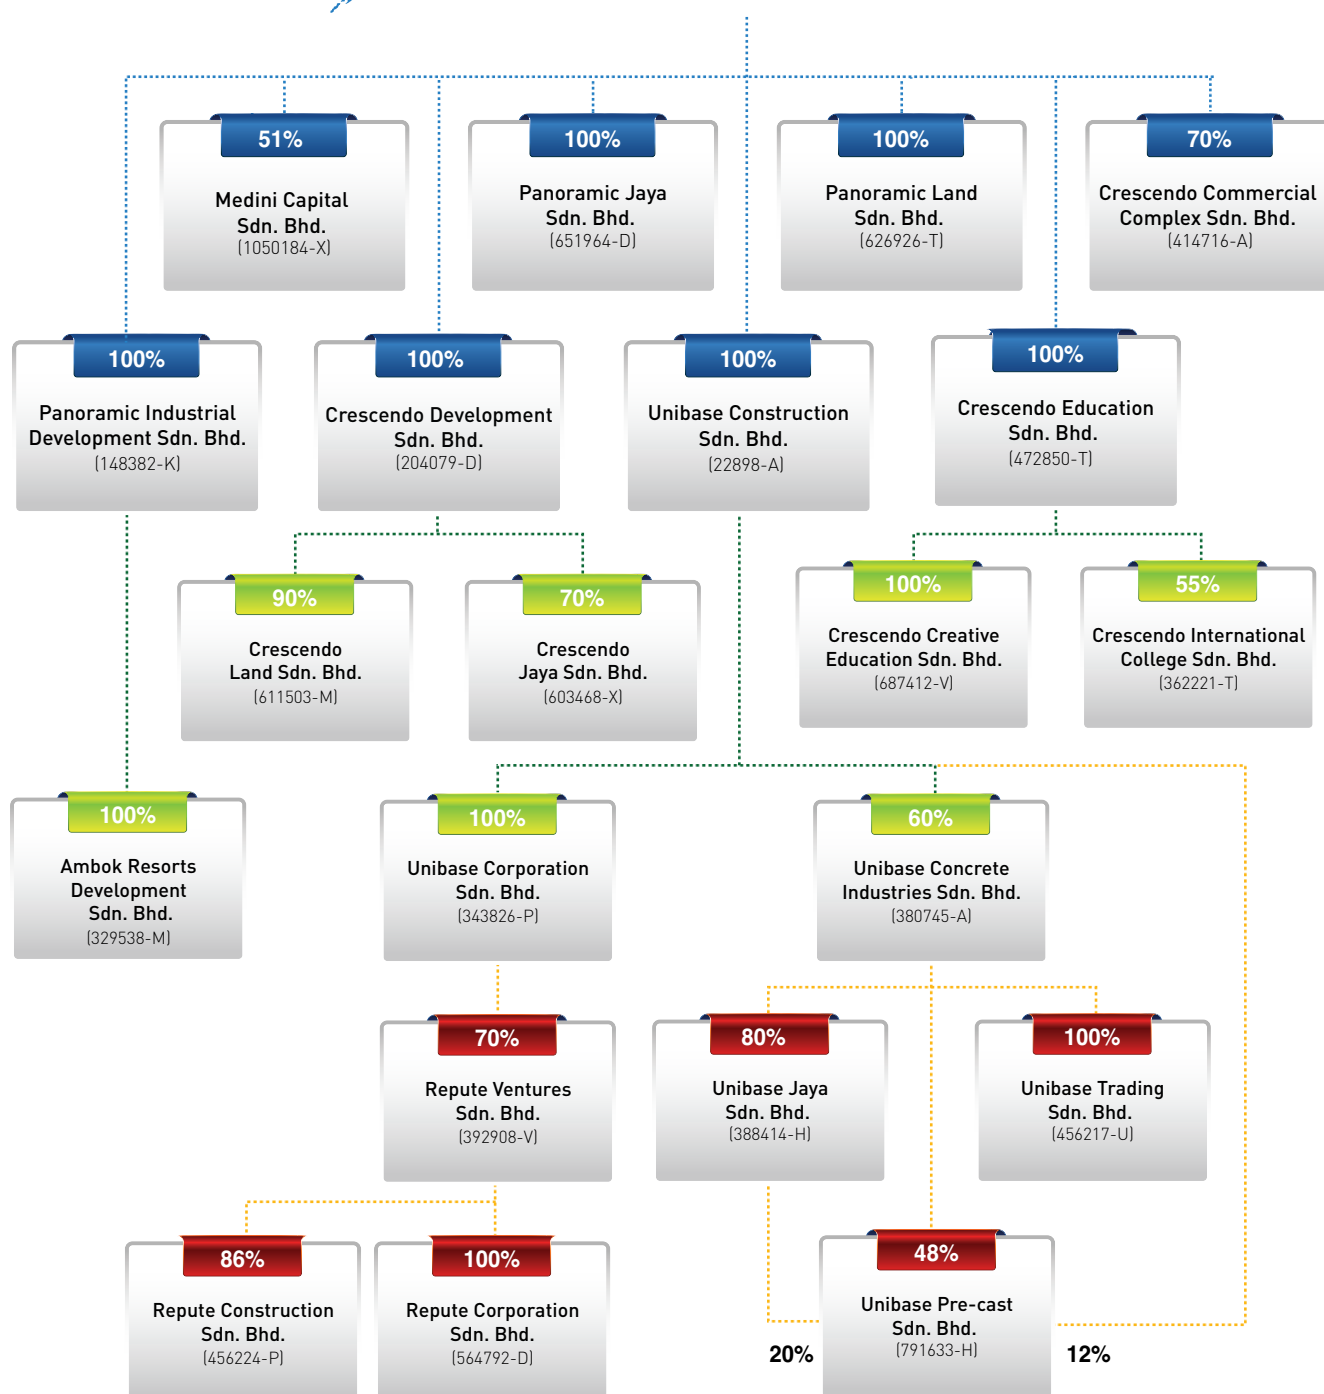 51%
Medini Capital
Sdn. Bhd.
(1050184-X)
100%
Panoramic Jaya
Sdn. Bhd.
(651964-D)
100%
Panoramic Land
Sdn. Bhd.
(626926-T)
70%
Crescendo Commercial
Complex Sdn. Bhd.
(414716-A)
100%
Panoramic Industrial
Development Sdn. Bhd.
(148382-K)
100%
Crescendo Development
Sdn. Bhd.
(204079-D)
100%
Unibase Construction
Sdn. Bhd.
(22898-A)
100%
Crescendo Education
Sdn. Bhd.
(472850-T)
90%
Crescendo
Land Sdn. Bhd.
(611503-M)
70%
Crescendo
Jaya Sdn. Bhd.
(603468-X)
100%
Crescendo Creative
Education Sdn. Bhd.
(687412-V)
55%
Crescendo International
College Sdn. Bhd.
(362221-T)
100%
Ambok Resorts
Development
Sdn. Bhd.
(329538-M)
100%
Unibase Corporation
Sdn. Bhd.
(343826-P)
60%
Unibase Concrete
Industries Sdn. Bhd.
(380745-A)
70%
Repute Ventures
Sdn. Bhd.
(392908-V)
80%
Unibase Jaya
Sdn. Bhd.
(388414-H)
100%
Unibase Trading
Sdn. Bhd.
(456217-U)
86%
Repute Construction
Sdn. Bhd.
(456224-P)
100%
Repute Corporation
Sdn. Bhd.
(564792-D)
48%
Unibase Pre-cast
Sdn. Bhd.
(791633-H)
20%
12%